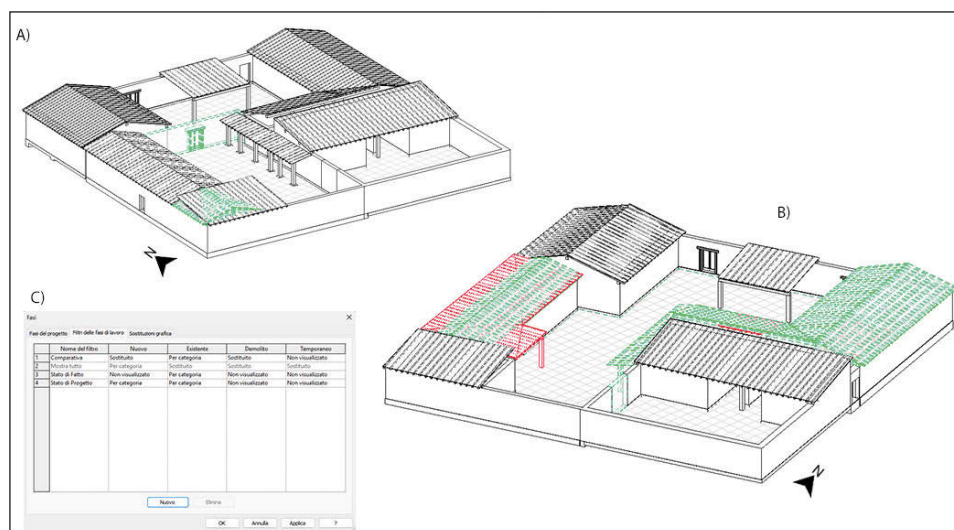 A)
N
B)
N
C)
Fasi
Fasi del progetto Filtri delle fasi di lavoro Sostituzioni grafica
Nome del filtro Nuovo Esistente Demolito Temporaneo
1 Comparativa Sostituito Per categoria Sostituito Non visualizzato
2 Mostra tutto Per categoria Sostituito Sostituito Sostituito
3 Stato di Fatto Non visualizzato Per categoria Non visualizzato Non visualizzato
4 Stato di Progetto Per categoria Per categoria Non visualizzato Non visualizzato
Nuovo Elimina
OK Annulla Applica ?